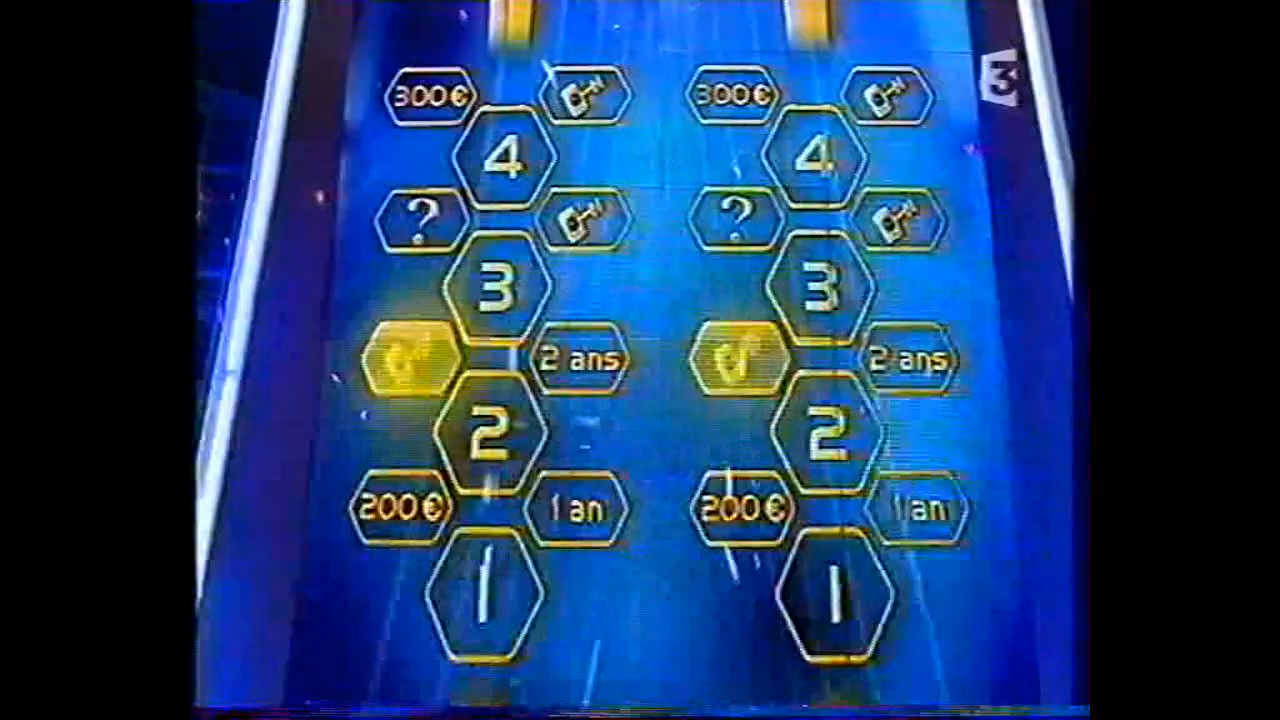 300€ 300€ 3
4 4
? ?
3 3
2 ans 2 ans
2 2
200€ 1 an 200€ 1 an
1 1